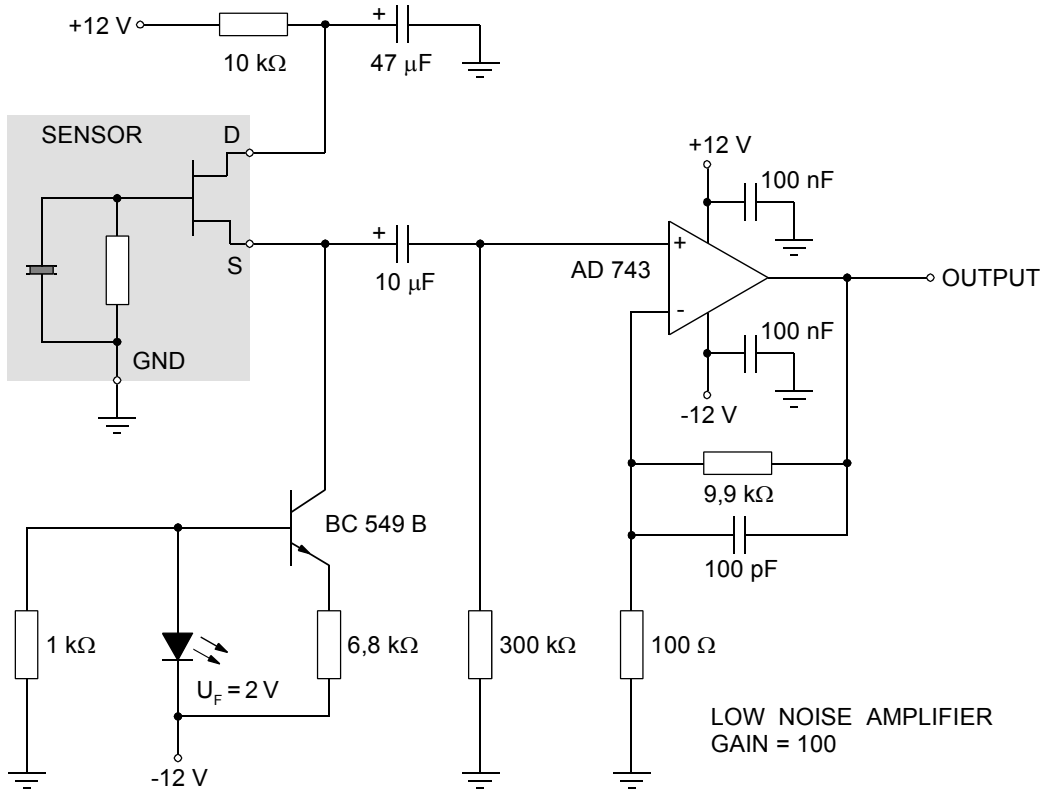 +12 V
10 kΩ
+
47 μF
SENSOR
D
S
GND
+
10 μF
+12 V
100 nF
AD 743
+
-
OUTPUT
100 nF
-12 V
9,9 kΩ
100 pF
BC 549 B
1 kΩ
U_F = 2 V
6,8 kΩ
300 kΩ
100 Ω
-12 V
LOW NOISE AMPLIFIER
GAIN = 100